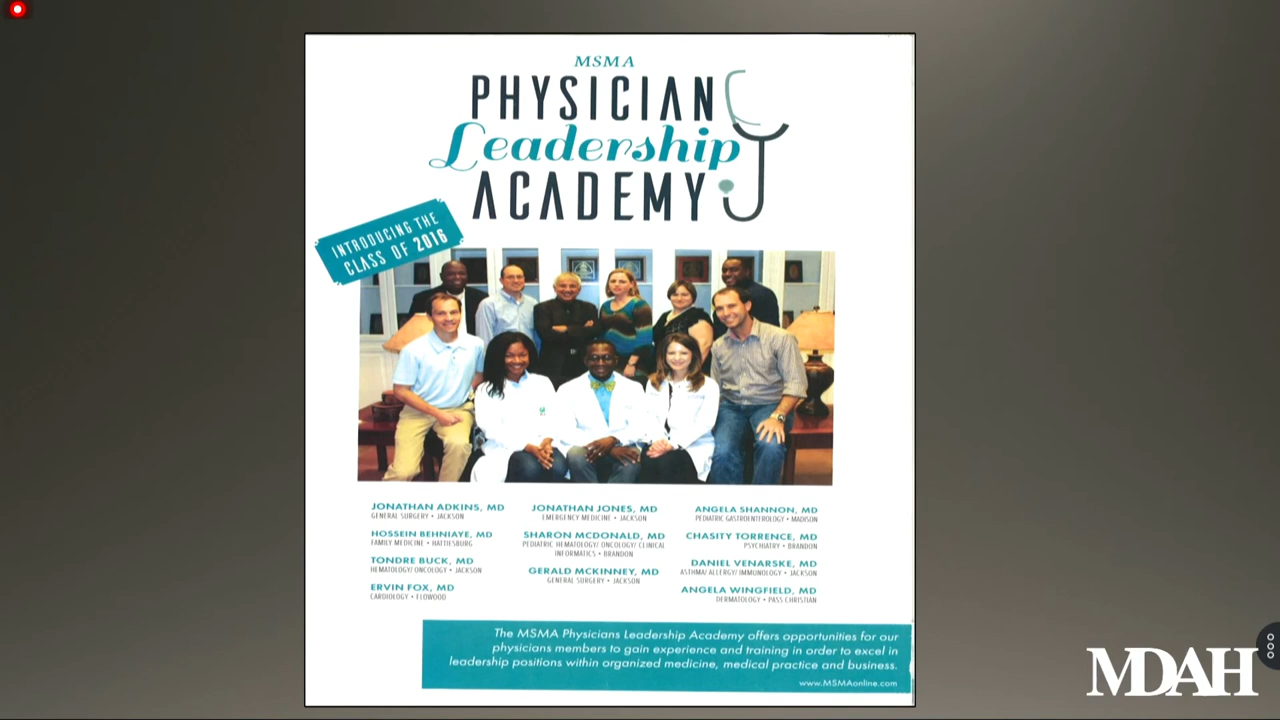 MSMA
PHYSICIAN
Leadership
ACADEMY
INTRODUCING THE
CLASS OF 2016
JONATHAN ADKINS, MD
GENERAL SURGERY • JACKSON
HOSSEIN BEHNIAYE, MD
FAMILY MEDICINE • HATTIESBURG
TONDRE BUCK, MD
HEMATOLOGY/ ONCOLOGY • JACKSON
ERVIN FOX, MD
CARDIOLOGY • FLOWOOD
JONATHAN JONES, MD
EMERGENCY MEDICINE • JACKSON
SHARON MCDONALD, MD
PEDIATRIC HEMATOLOGY/ ONCOLOGY/ CLINICAL
INFORMATICS • BRANDON
GERALD MCKINNEY, MD
GENERAL SURGERY • JACKSON
ANGELA SHANNON, MD
PEDIATRIC GASTROENTEROLOGY • MADISON
CHASITY TORRENCE, MD
PSYCHIATRY • BRANDON
DANIEL VENARSKE, MD
ASTHMA/ ALLERGY/ IMMUNOLOGY • JACKSON
ANGELA WINGFIELD, MD
DERMATOLOGY • PASS CHRISTIAN
The MSMA Physicians Leadership Academy offers opportunities for our
physicians members to gain experience and training in order to excel in
leadership positions within organized medicine, medical practice and business.
www.MSMAonline.com
MDAH